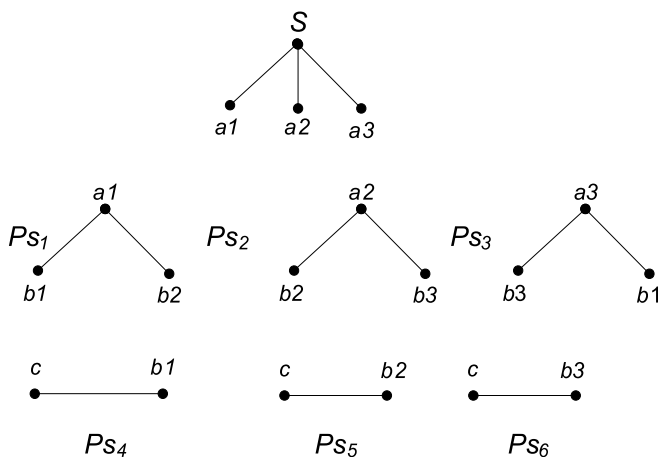 S
a1 a2 a3
a1 a2 a3
Ps1 Ps2 Ps3
b1 b2 b2 b3 b3 b1
c b1 c b2 c b3
Ps4 Ps5 Ps6